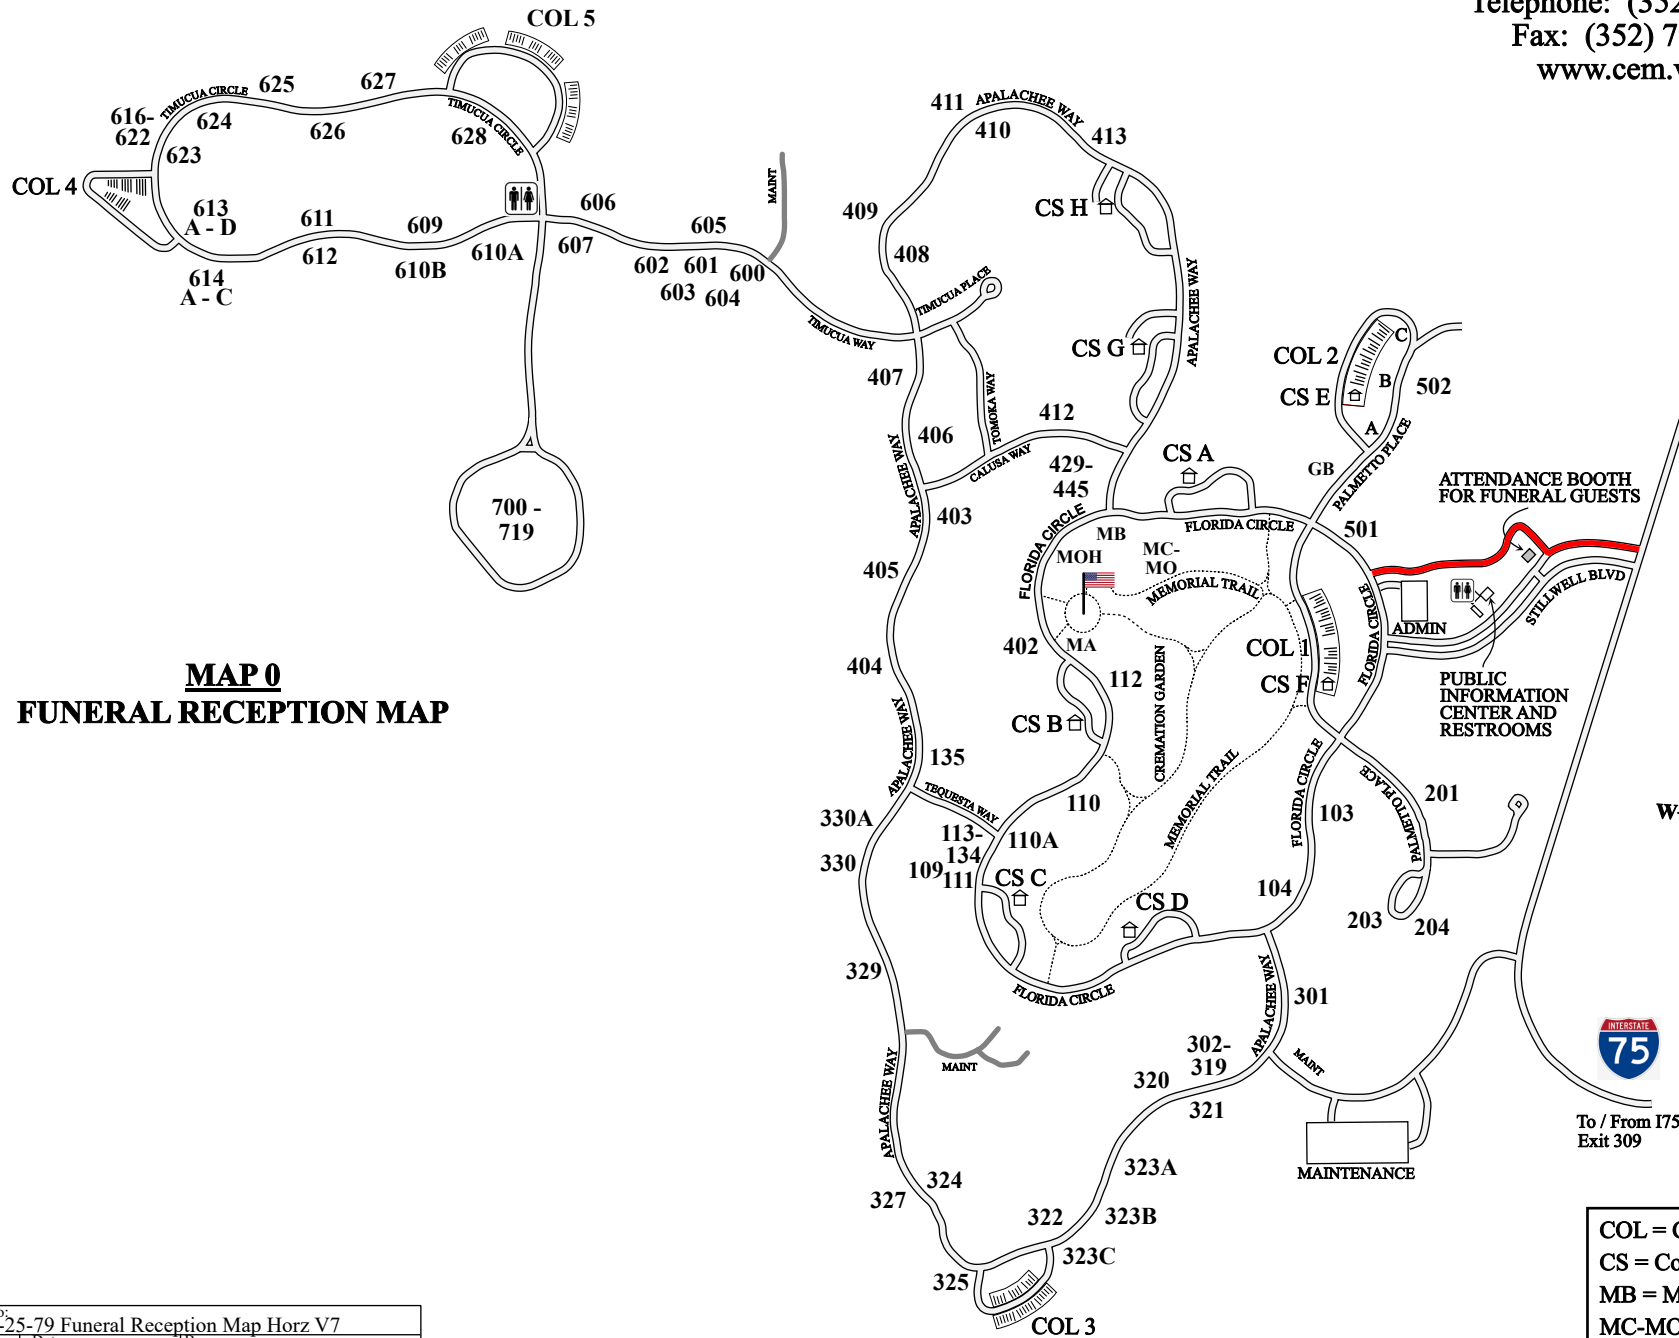 Telephone: (352
Fax: (352) 7
www.cem.v
COL 5
COL 4
616-
622
TIMUCUA CIRCLE
625
624
627
626
TIMUCUA CIRCLE
628
623
613
A - D
611
612
609
610B
610A
614
A - C
606
607
605
602
601
600
603
604
MAINT
TIMUCUA WAY
700 -
719
411
APALACHEE WAY
410
413
CS H
409
408
TIMUCUA PLACE
APALACHEE WAY
CS G
407
406
TOMOKA WAY
412
CALUSA WAY
APALACHEE WAY
403
429-
445
CS A
COL 2
CS E
C
B
A
502
GB
PALMETTO PLACE
ATTENDANCE BOOTH
FOR FUNERAL GUESTS
501
FLORIDA CIRCLE
FLORIDA CIRCLE
MB
MOH
MC-
MO
MEMORIAL TRAIL
405
404
402
MA
112
CS B
CREMATION GARDEN
COL 1
CS F
FLORIDA CIRCLE
ADMIN
STILLWELL BLVD
PUBLIC
INFORMATION
CENTER AND
RESTROOMS
MAP 0
FUNERAL RECEPTION MAP
APALACHEE WAY
135
TEQUESTA WAY
110
MEMORIAL TRAIL
FLORIDA CIRCLE
103
PALMETTO PLACE
201
W-
330A
330
113-
134
110A
109
111
CS C
CS D
104
203
204
329
FLORIDA CIRCLE
APALACHEE WAY
301
MAINT
APALACHEE WAY
302-
319
320
321
MAINT
INTERSTATE
75
To / From I75
Exit 309
MAINTENANCE
323A
324
327
322
323B
323C
325
COL 3
COL = C
CS = Co
MB = M
MC-MO
o:
-25-79 Funeral Reception Map Horz V7